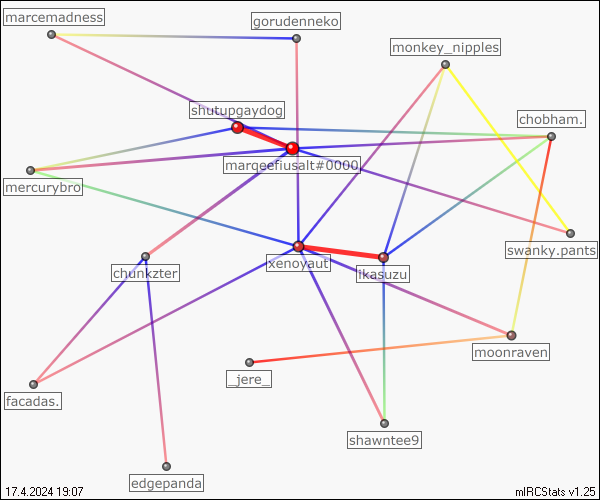 marcemadness
gorudenneko
monkey_nipples
shutupgaydog
chobham.
marqeefiusalt#0000
mercurybro
swanky.pants
xenoyaut
chunkzter
ikasuzu
moonraven
_jere_
facadas.
shawntee9
edgepanda
17.4.2024 19:07
mIRCStats v1.25